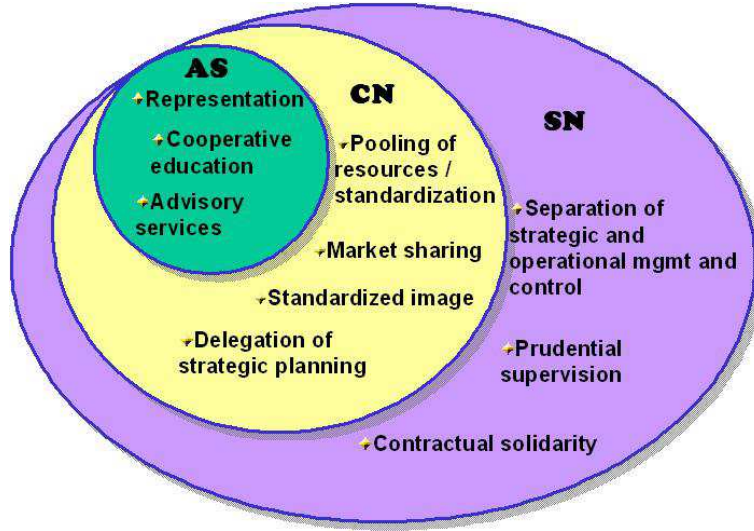 AS
Representation
Cooperative
education
Advisory
services
CN
Pooling of
resources /
standardization
Market sharing
Standardized image
Delegation of
strategic planning
SN
Separation of
strategic and
operational mgmt and
control
Prudential
supervision
Contractual solidarity